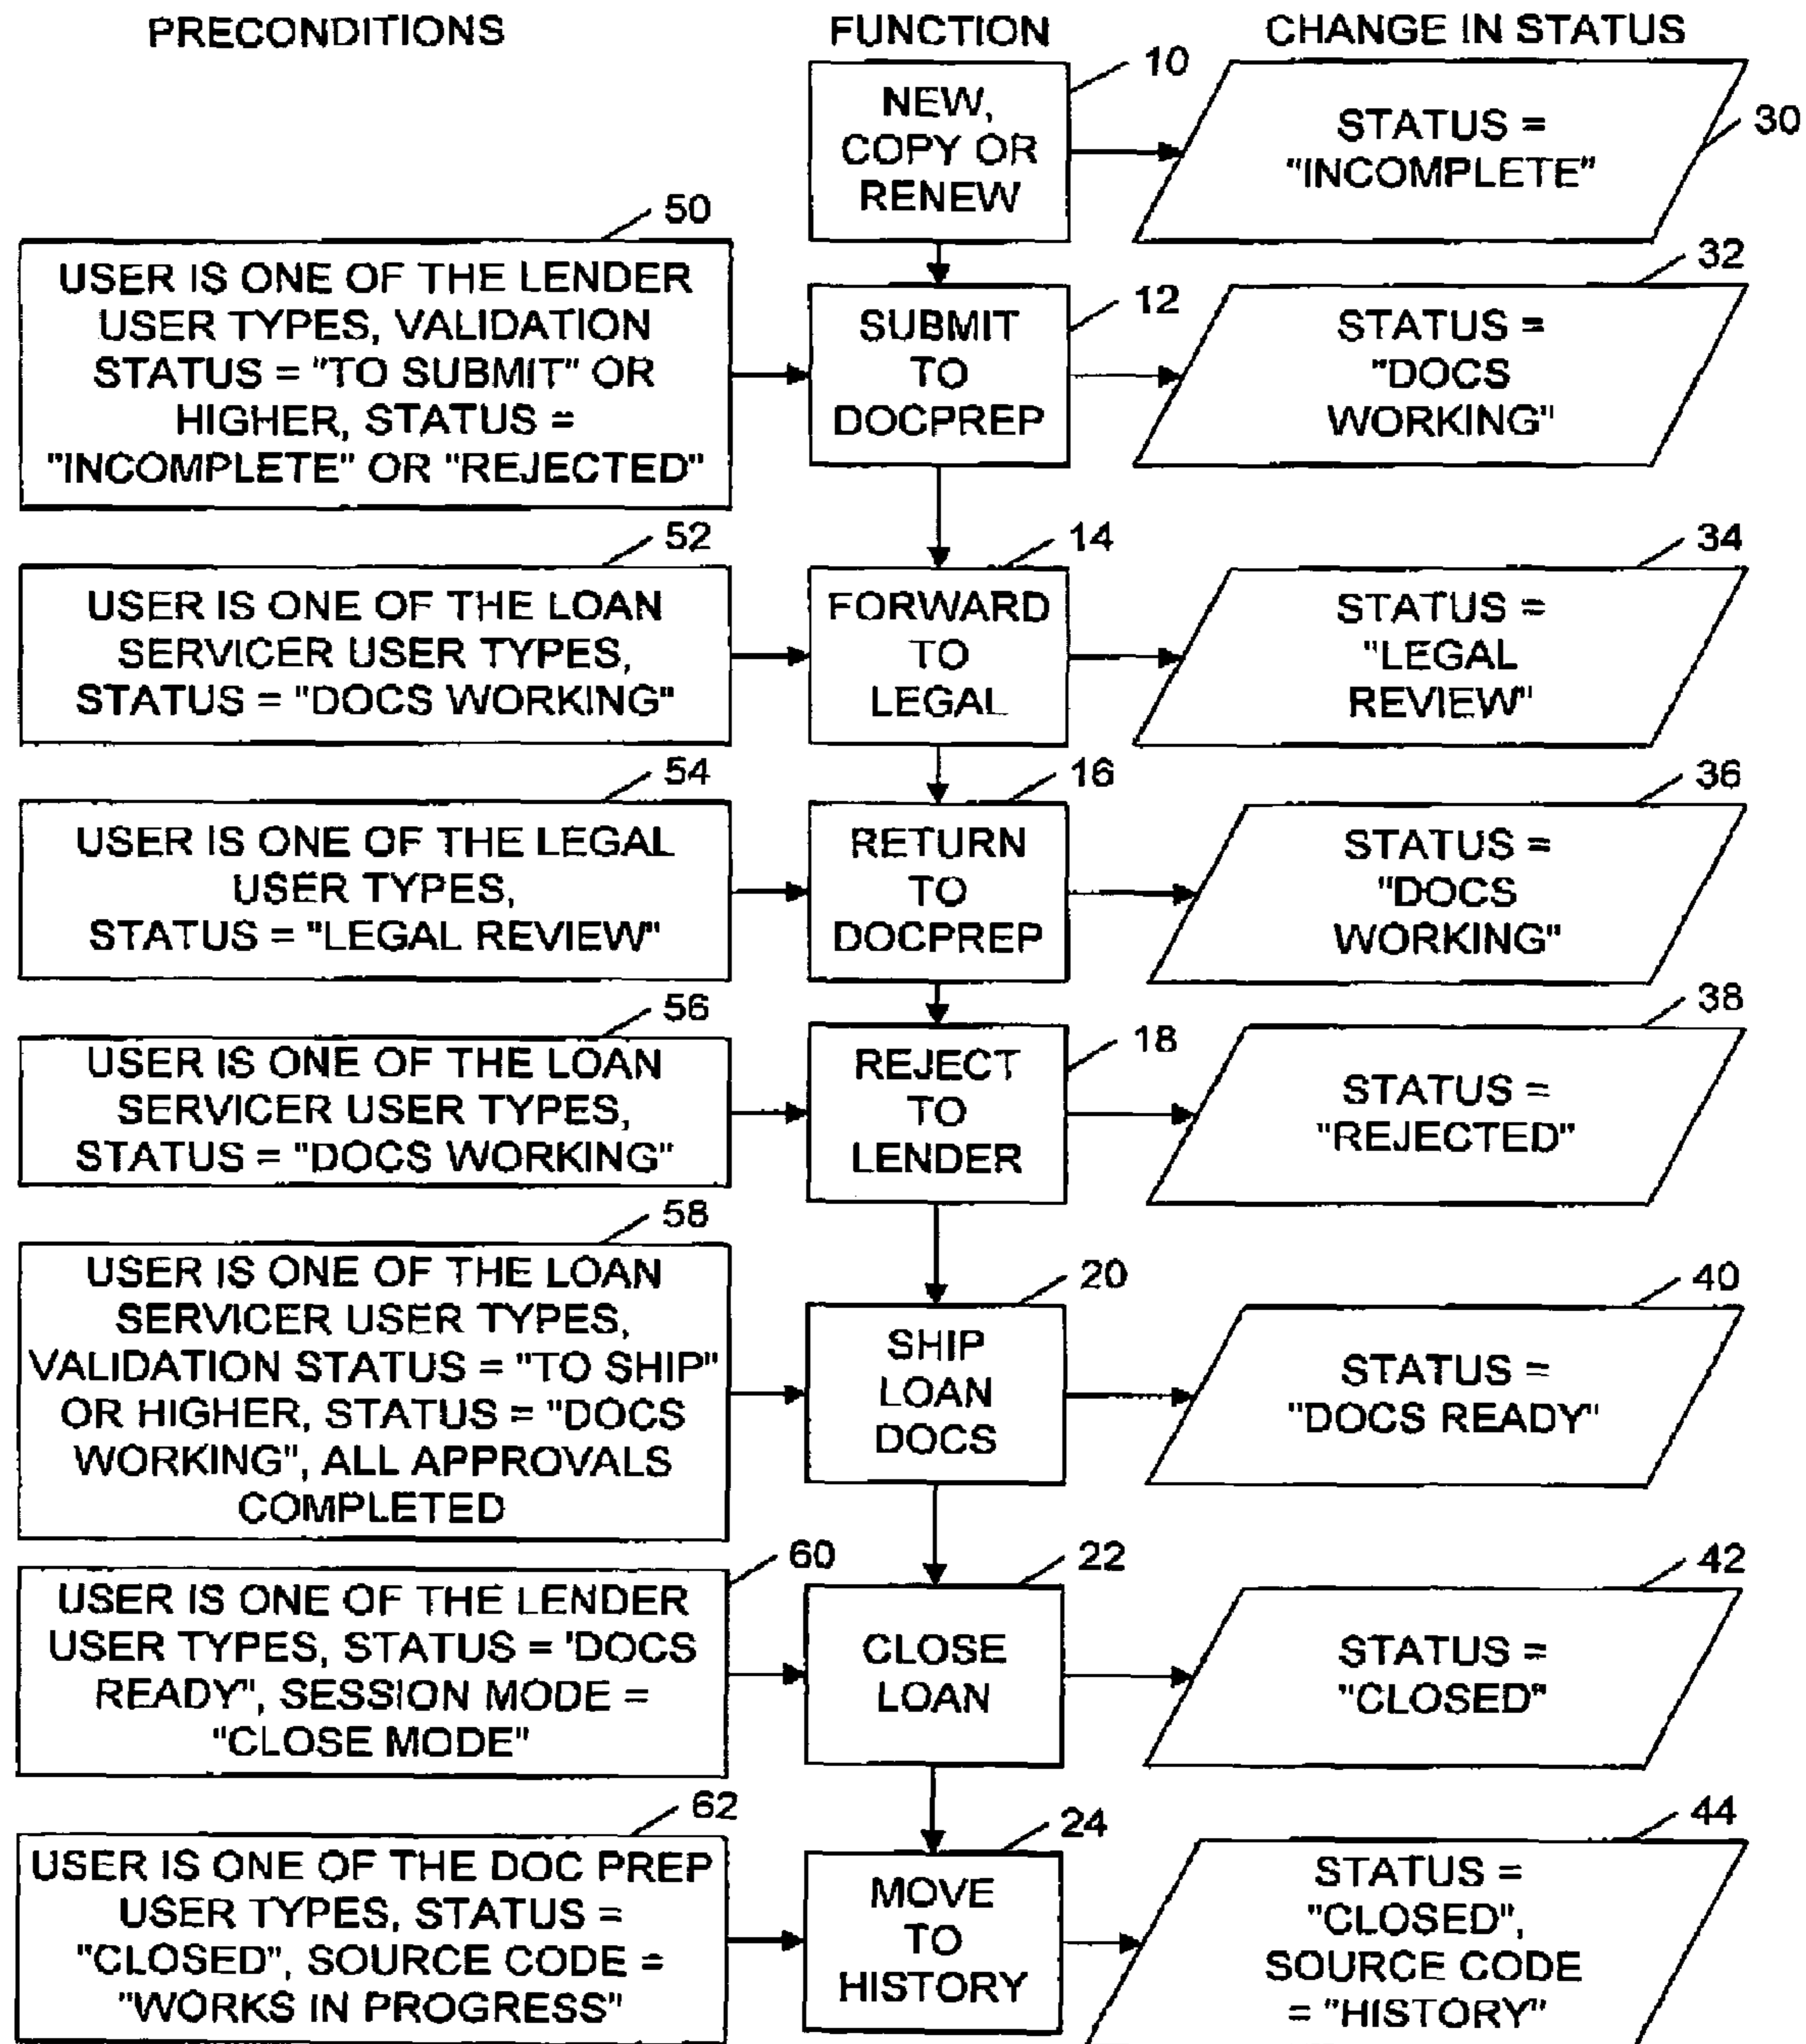 PRECONDITIONS
FUNCTION
CHANGE IN STATUS
10
NEW,
COPY OR
RENEW
30
STATUS =
"INCOMPLETE"
50
USER IS ONE OF THE LENDER
USER TYPES, VALIDATION
STATUS = "TO SUBMIT" OR
HIGHER, STATUS =
"INCOMPLETE" OR "REJECTED"
12
SUBMIT
TO
DOCPREP
32
STATUS =
"DOCS
WORKING"
52
USER IS ONE OF THE LOAN
SERVICER USER TYPES,
STATUS = "DOCS WORKING"
14
FORWARD
TO
LEGAL
34
STATUS =
"LEGAL
REVIEW"
54
USER IS ONE OF THE LEGAL
USER TYPES,
STATUS = "LEGAL REVIEW"
16
RETURN
TO
DOCPREP
36
STATUS =
"DOCS
WORKING"
56
USER IS ONE OF THE LOAN
SERVICER USER TYPES,
STATUS = "DOCS WORKING"
18
REJECT
TO
LENDER
38
STATUS =
"REJECTED"
58
USER IS ONE OF THE LOAN
SERVICER USER TYPES,
VALIDATION STATUS = "TO SHIP"
OR HIGHER, STATUS = "DOCS
WORKING", ALL APPROVALS
COMPLETED
20
SHIP
LOAN
DOCS
40
STATUS =
"DOCS READY"
60
USER IS ONE OF THE LENDER
USER TYPES, STATUS = 'DOCS
READY", SESSION MODE =
"CLOSE MODE"
22
CLOSE
LOAN
42
STATUS =
"CLOSED"
62
USER IS ONE OF THE DOC PREP
USER TYPES, STATUS =
"CLOSED", SOURCE CODE =
"WORKS IN PROGRESS"
24
MOVE
TO
HISTORY
44
STATUS =
"CLOSED",
SOURCE CODE
= "HISTORY"